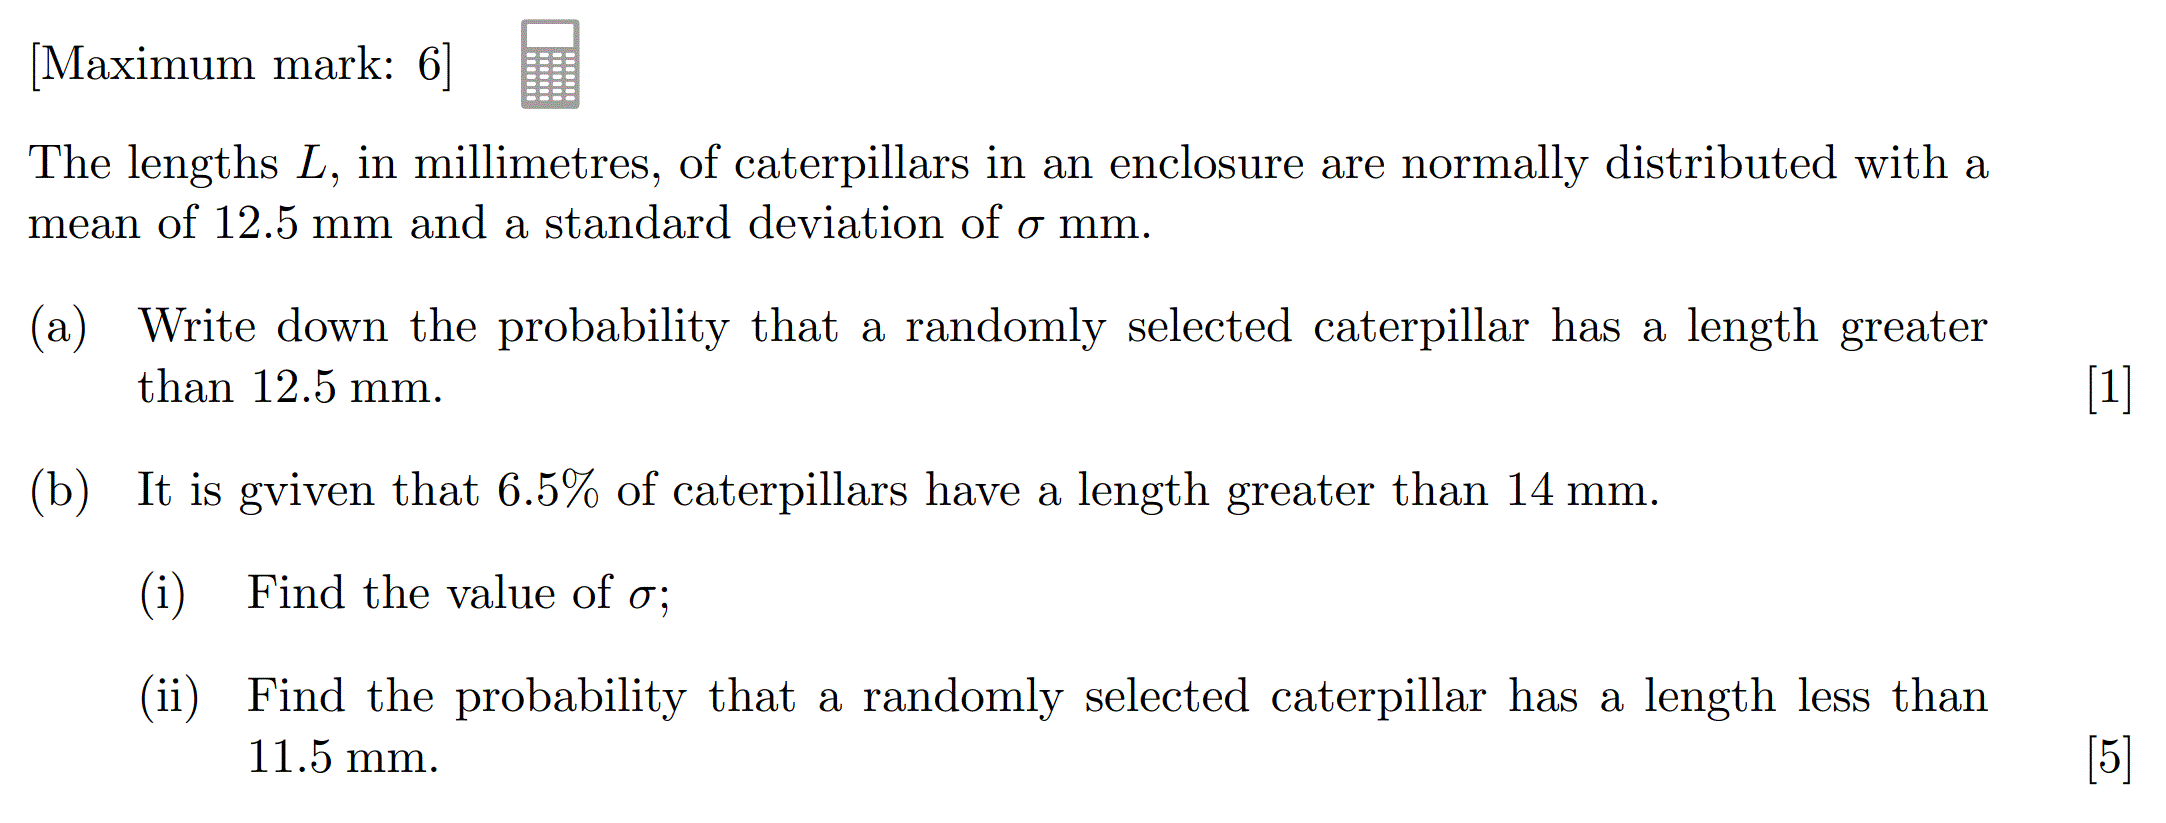 [Maximum mark: 6]
The lengths L, in millimetres, of caterpillars in an enclosure are normally distributed with a
mean of 12.5 mm and a standard deviation of σ mm.
(a) Write down the probability that a randomly selected caterpillar has a length greater
than 12.5 mm. [1]
(b) It is gviven that 6.5% of caterpillars have a length greater than 14 mm.
(i) Find the value of σ;
(ii) Find the probability that a randomly selected caterpillar has a length less than
11.5 mm. [5]